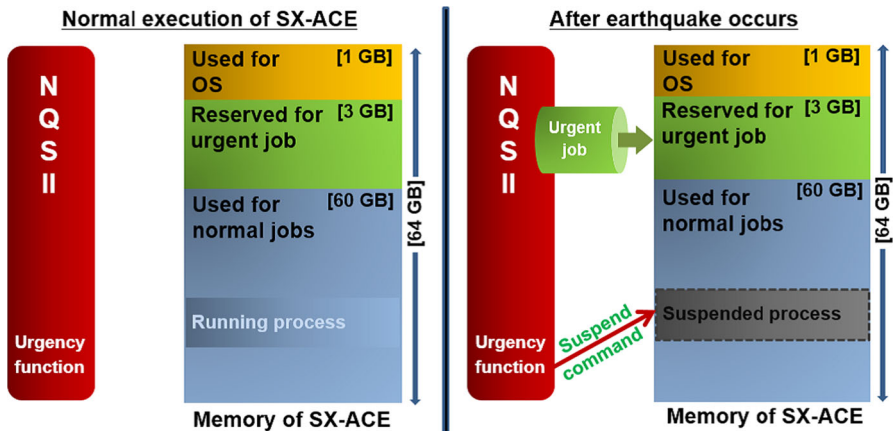 Normal execution of SX-ACE
N
Q
S
II
Urgency
function
Used for [1 GB]
OS
Reserved for [3 GB]
urgent job
Used for [60 GB]
normal jobs
Running process
[64 GB]
Memory of SX-ACE
After earthquake occurs
N
Q
S
II
Urgency
function
Urgent
job
Suspend
command
Used for [1 GB]
OS
Reserved for [3 GB]
urgent job
Used for [60 GB]
normal jobs
Suspended process
[64 GB]
Memory of SX-ACE